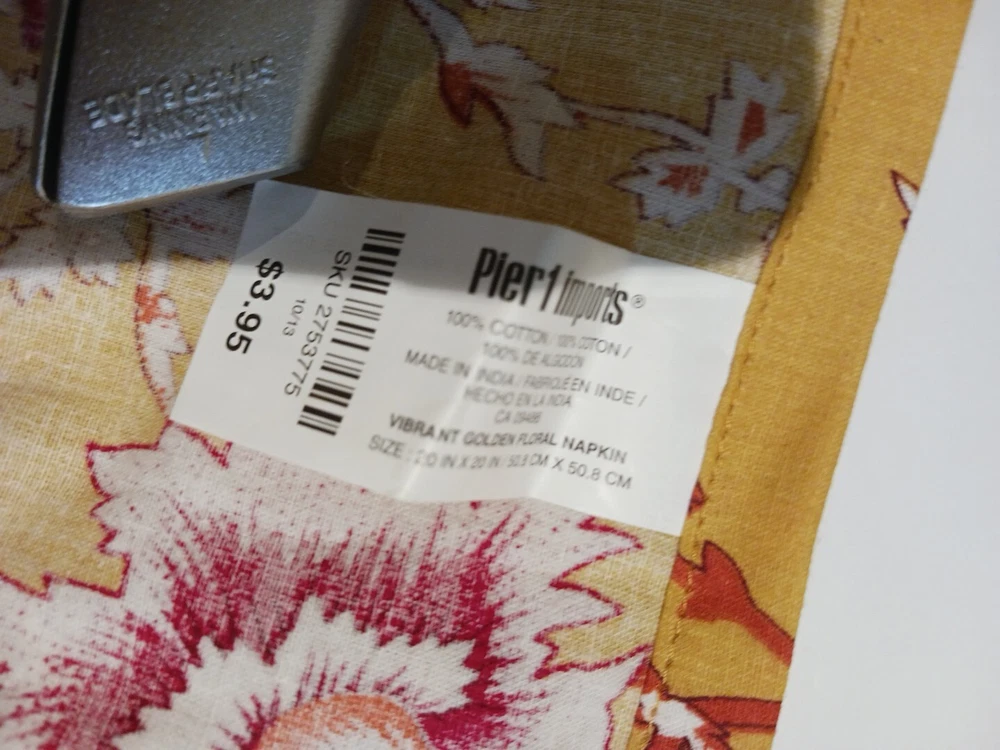 Pier1 imports®
100% COTTON / 100% COTON /
100% DE ALGODON
MADE IN INDIA / FABRIQUÉ EN INDE /
HECHO EN LA INDIA
CA 09486
VIBRANT GOLDEN FLORAL NAPKIN
SIZE : 20 IN X 20 IN / 50.8 CM X 50.8 CM
SKU 2753775
10/13
$3.95
BLADE